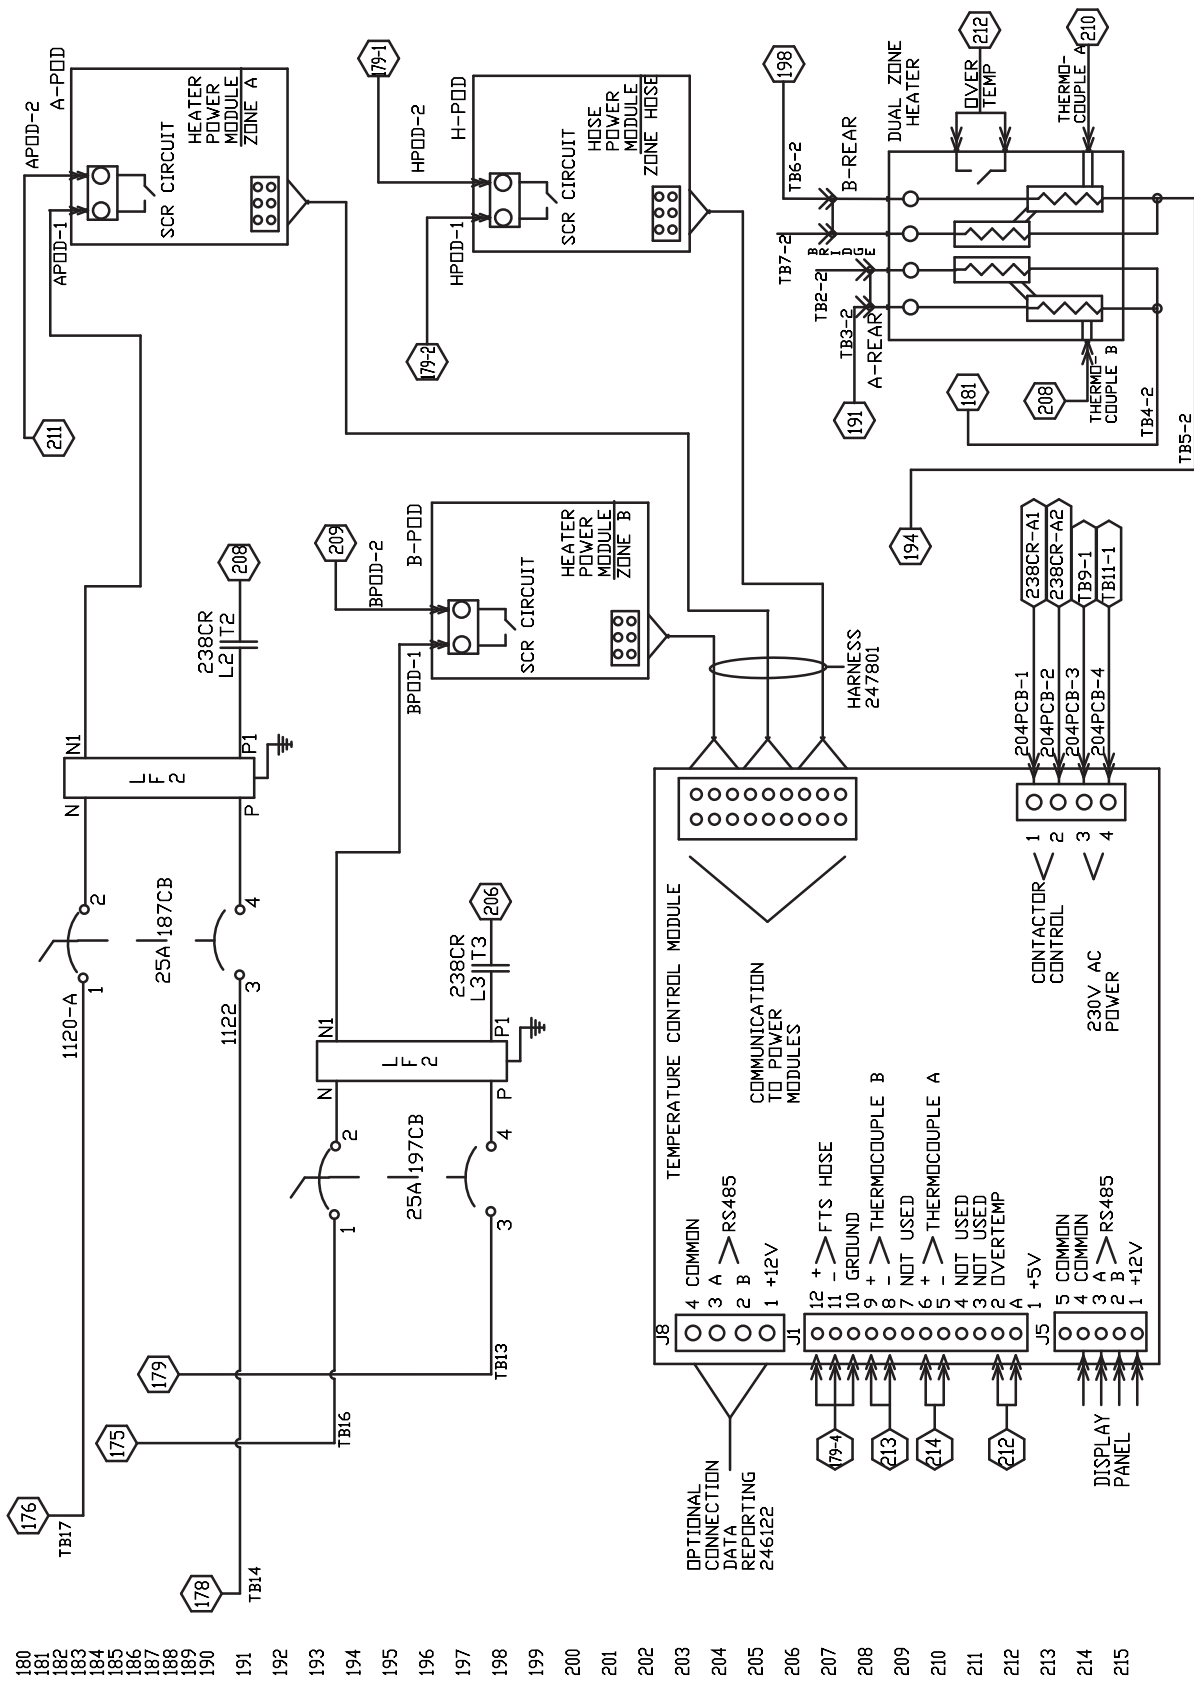 180
181
182
183
184
185
186
187
188
189
190
191
192
193
194
195
196
197
198
199
200
201
202
203
204
205
206
207
208
209
210
211
212
213
214
215
176
TB17
1120-A
1
2
25A 187CB
N
N1
LF2
211
APOD-1
APOD-2
A-POD
SCR CIRCUIT
HEATER
POWER
MODULE
ZONE A
178
TB14
1122
3
4
P
P1
238CR
L2 T2
208
175
TB16
1
2
25A 197CB
N
N1
LF2
179
TB13
3
4
P
P1
238CR
L3 T3
206
209
BPOD-1
BPOD-2
B-POD
SCR CIRCUIT
HEATER
POWER
MODULE
ZONE B
179-1
179-2
HPOD-1
HPOD-2
H-POD
SCR CIRCUIT
HOSE
POWER
MODULE
ZONE HOSE
HARNESS
247801
TEMPERATURE CONTROL MODULE
COMMUNICATION
TO POWER
MODULES
OPTIONAL
CONNECTION
DATA
REPORTING
246122
J8
4 COMMON
3 A
RS485
2 B
1 +12V
J1
12 +
FTS HOSE
11 -
10 GROUND
9 +
THERMOCOUPLE B
8 -
7 NOT USED
6 +
THERMOCOUPLE A
5 -
4 NOT USED
3 NOT USED
2 OVERTEMP
A
1 +5V
179-4
213
214
212
J5
5 COMMON
4 COMMON
3 A
RS485
2 B
1 +12V
DISPLAY
PANEL
CONTACTOR
CONTROL
230V AC
POWER
1
2
3
4
204PCB-1
204PCB-2
204PCB-3
204PCB-4
238CR-A1
238CR-A2
TB9-1
TB11-1
198
TB6-2
B-REAR
TB7-2
BRIDGE
TB2-2
TB3-2
A-REAR
191
DUAL ZONE
HEATER
OVER
TEMP
212
THERMO-
COUPLE A
210
181
208
THERMO-
COUPLE B
TB4-2
194
TB5-2